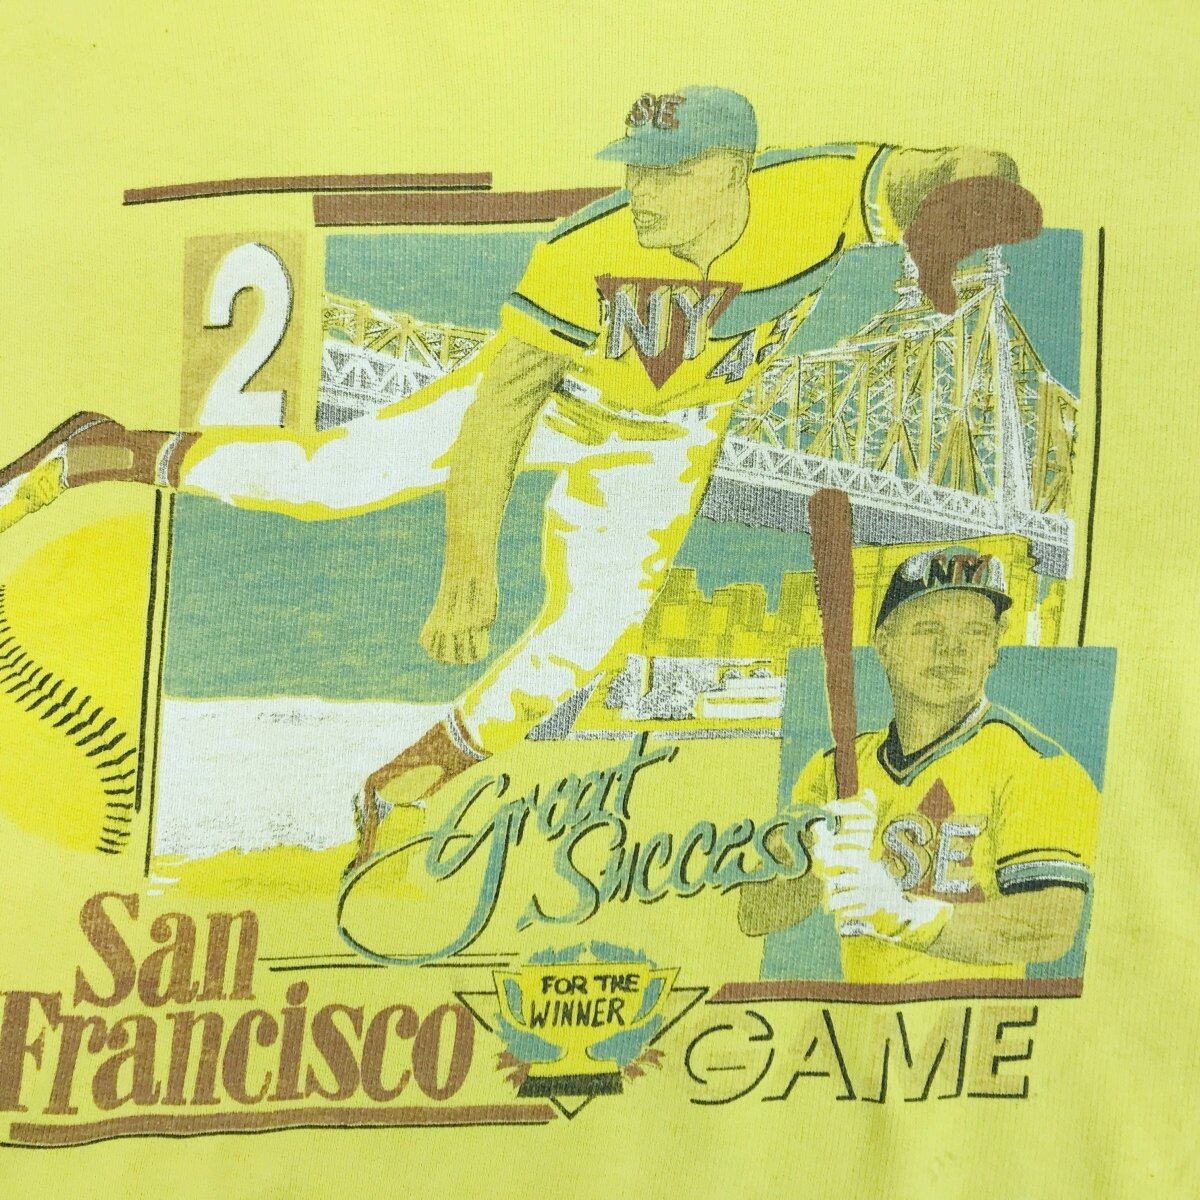 SE
2
NY
NY
SE
Great
Success
San
Francisco
FOR THE
WINNER
GAME